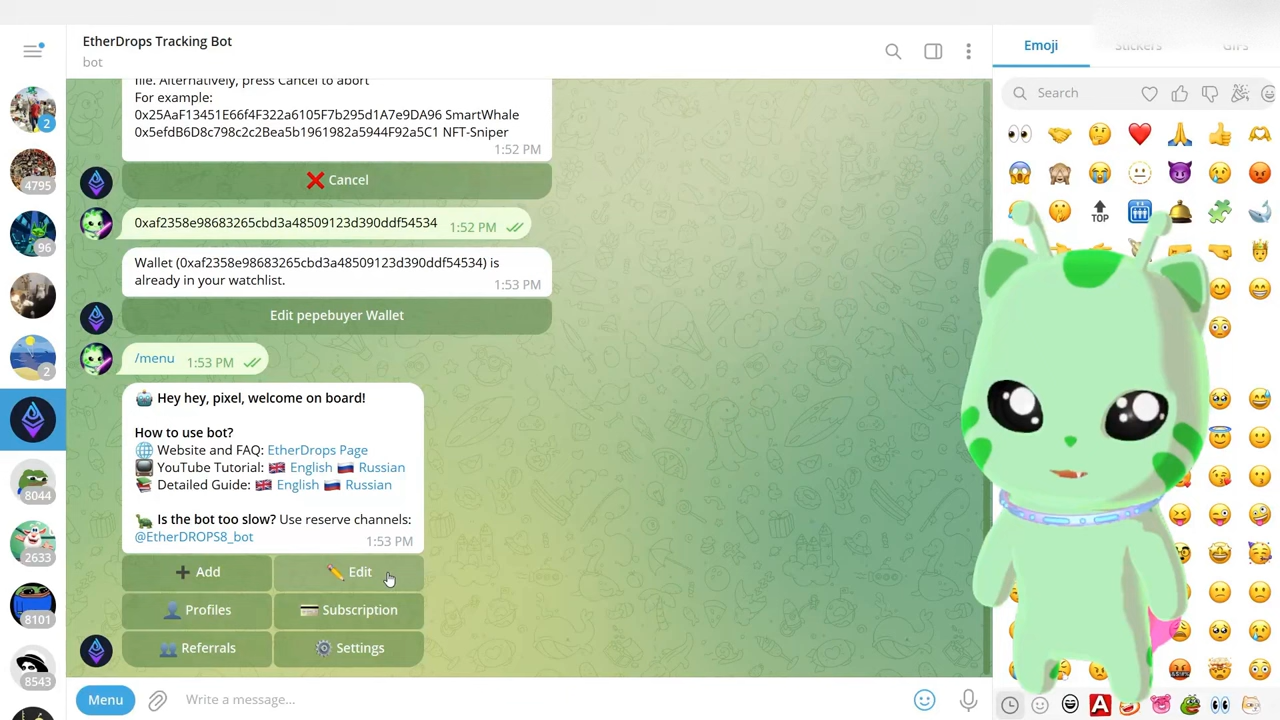 EtherDrops Tracking Bot
bot
Emoji
Stickers
GIFs
Search
file. Alternatively, press Cancel to abort
For example:
0x25AaF13451E66f4F322a6105F7b295d1A7e9DA96 SmartWhale
0x5efdB6D8c798c2c2Bea5b1961982a5944F92a5C1 NFT-Sniper
1:52 PM
❌ Cancel
0xaf2358e98683265cbd3a48509123d390ddf54534 1:52 PM
Wallet (0xaf2358e98683265cbd3a48509123d390ddf54534) is
already in your watchlist.
1:53 PM
Edit pepebuyer Wallet
/menu 1:53 PM
Hey hey, pixel, welcome on board!
How to use bot?
Website and FAQ: EtherDrops Page
YouTube Tutorial: English Russian
Detailed Guide: English Russian
Is the bot too slow? Use reserve channels:
@EtherDROPS8_bot 1:53 PM
Add
Edit
Profiles
Subscription
Referrals
Settings
Menu
Write a message...
2
4795
96
2
8044
2633
8101
8543
TOP
A